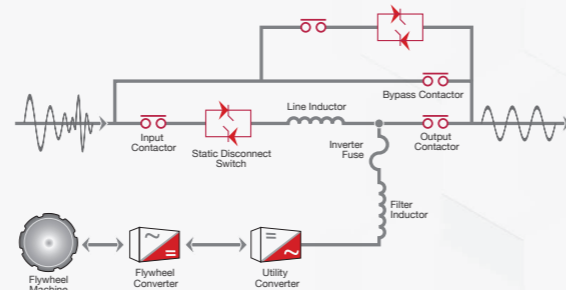 Bypass Contactor
Line Inductor
Input
Contactor
Static Disconnect
Switch
Inverter
Fuse
Output
Contactor
Filter
Inductor
Flywheel
Machine
Flywheel
Converter
Utility
Converter